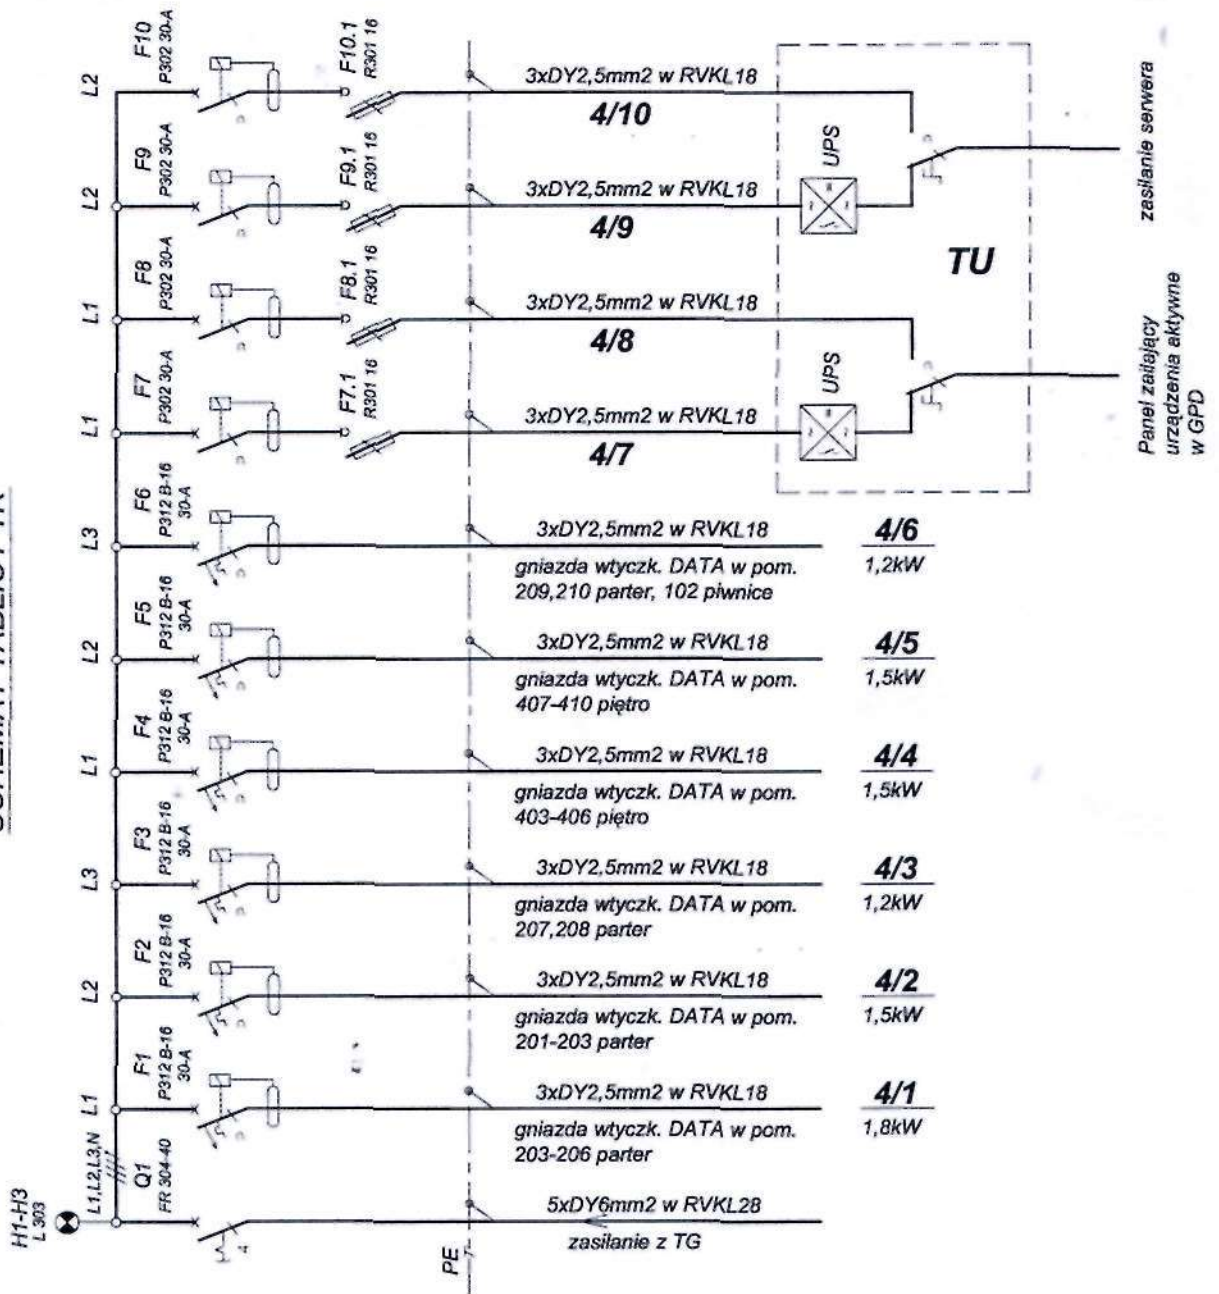 H1-H3
L 303
L1,L2,L3,N
L2
F10
P302 30-A
F10.1
R301 16
3xDY2,5mm2 w RVKL18
4/10
L2
F9
P302 30-A
F9.1
R301 16
3xDY2,5mm2 w RVKL18
4/9
UPS
zasilanie serwera
TU
L1
F8
P302 30-A
F8.1
R301 16
3xDY2,5mm2 w RVKL18
4/8
L1
F7
P302 30-A
F7.1
R301 16
3xDY2,5mm2 w RVKL18
4/7
UPS
Panel zailający
urządzenia aktywne
w GPD
L3
F6
P312 B-16
30-A
3xDY2,5mm2 w RVKL18
gniazda wtyczk. DATA w pom.
209,210 parter, 102 piwnice
4/6
1,2kW
L2
F5
P312 B-16
30-A
3xDY2,5mm2 w RVKL18
gniazda wtyczk. DATA w pom.
407-410 piętro
4/5
1,5kW
L1
F4
P312 B-16
30-A
3xDY2,5mm2 w RVKL18
gniazda wtyczk. DATA w pom.
403-406 piętro
4/4
1,5kW
L3
F3
P312 B-16
30-A
3xDY2,5mm2 w RVKL18
gniazda wtyczk. DATA w pom.
207,208 parter
4/3
1,2kW
L2
F2
P312 B-16
30-A
3xDY2,5mm2 w RVKL18
gniazda wtyczk. DATA w pom.
201-203 parter
4/2
1,5kW
L1
F1
P312 B-16
30-A
3xDY2,5mm2 w RVKL18
gniazda wtyczk. DATA w pom.
203-206 parter
4/1
1,8kW
Q1
FR 304-40
4
5xDY6mm2 w RVKL28
zasilanie z TG
PE
7